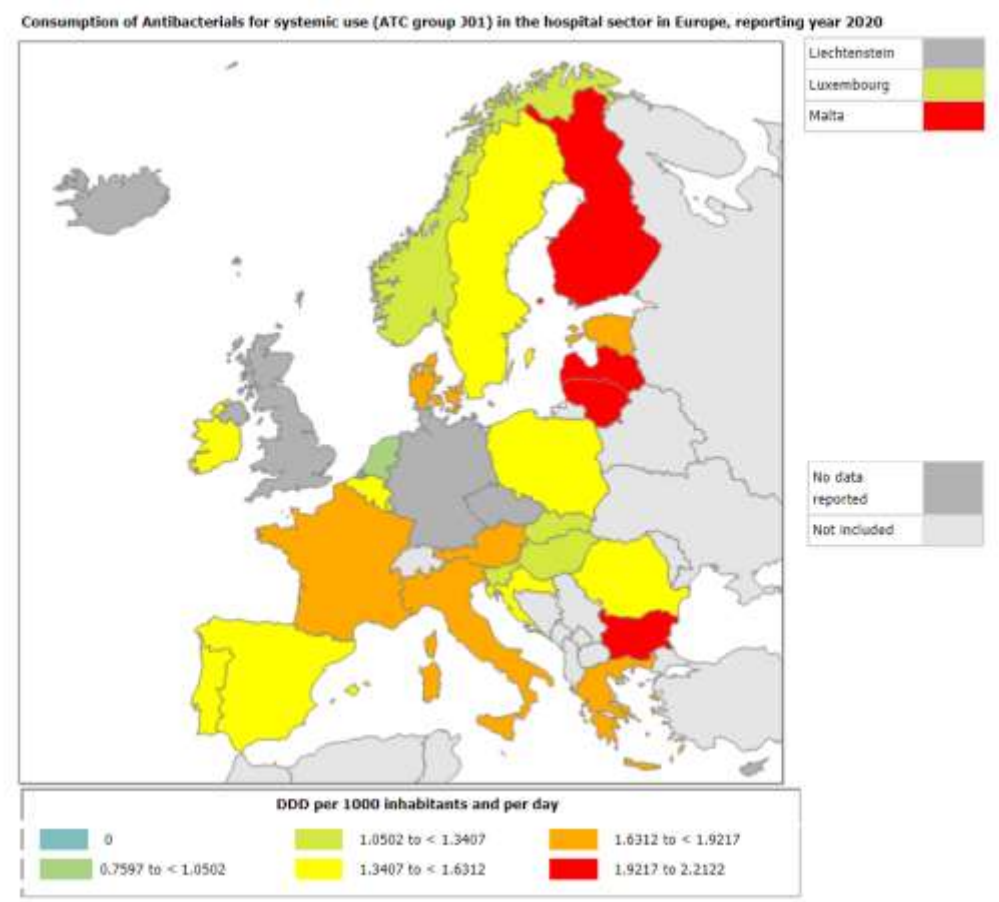 Consumption of Antibacterials for systemic use (ATC group J01) in the hospital sector in Europe, reporting year 2020
Liechtenstein
Luxembourg
Malta
No data
reported
Not included
DDD per 1000 inhabitants and per day
0
1.0502 to < 1.3407
1.6312 to < 1.9217
0.7597 to < 1.0502
1.3407 to < 1.6312
1.9217 to 2.2122